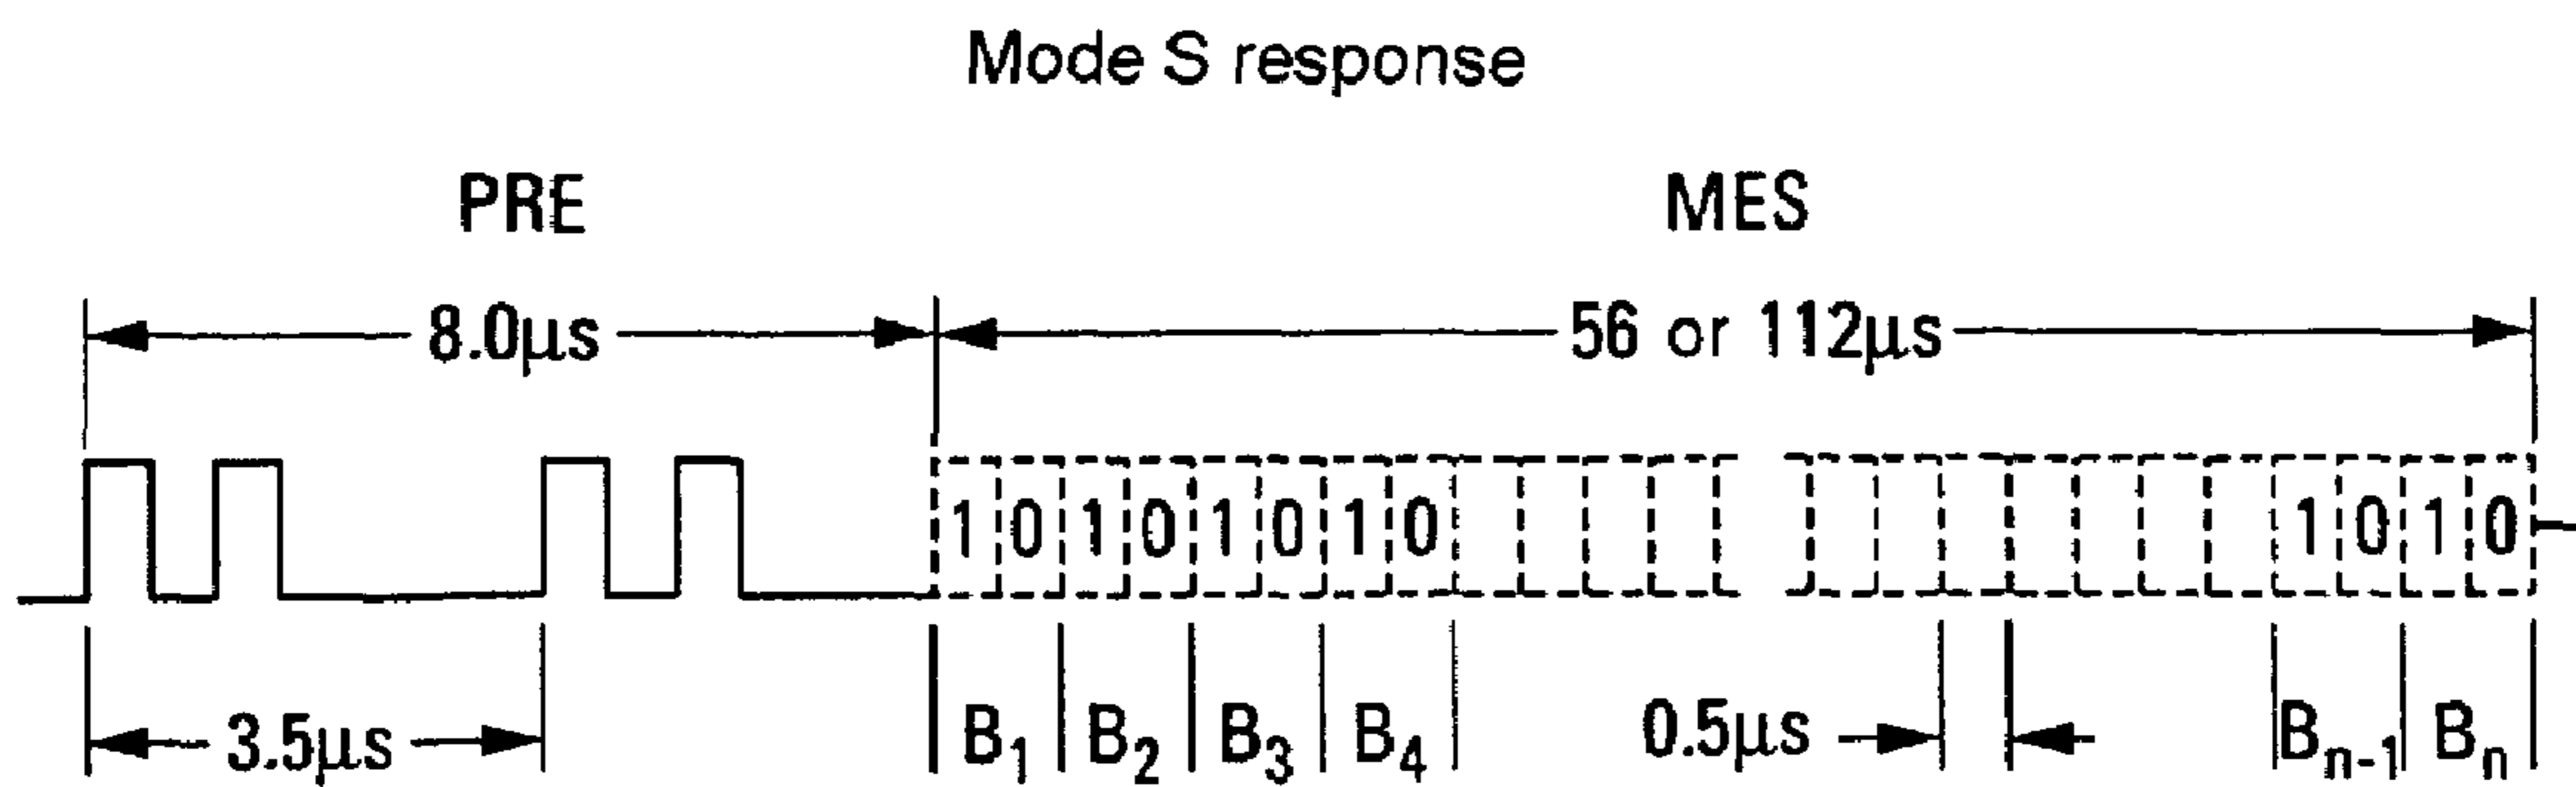 Mode S response
PRE MES
8.0µs 56 or 112µs
1 0 1 0 1 0 1 0 1 0 1 0
3.5µs B1 B2 B3 B4 0.5µs Bn-1 Bn